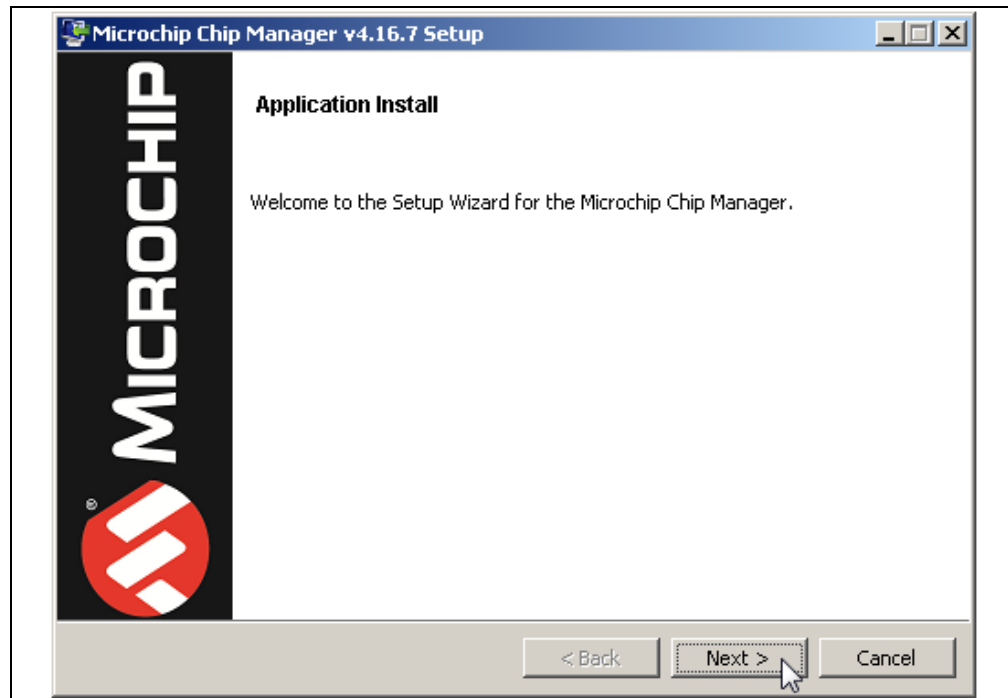 Microchip Chip Manager v4.16.7 Setup
MICROCHIP
®
Application Install
Welcome to the Setup Wizard for the Microchip Chip Manager.
< Back
Next >
Cancel